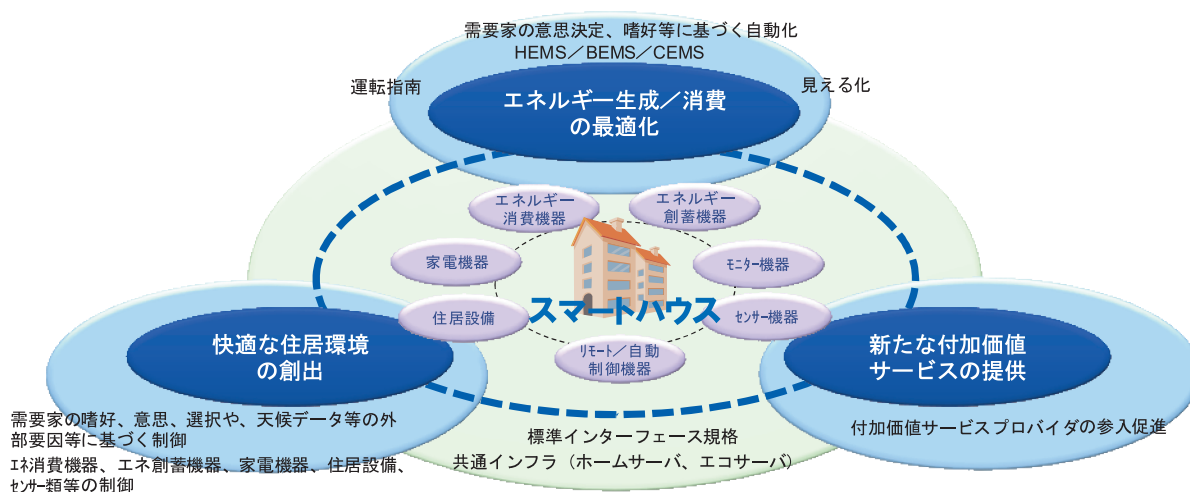 需要家の意思決定、嗜好等に基づく自動化
HEMS／BEMS／CEMS
運転指南
見える化
エネルギー生成／消費
の最適化
エネルギー
消費機器
エネルギー
創蓄機器
家電機器
ﾓﾆﾀｰ機器
スマートハウス
住居設備
ｾﾝｻｰ機器
ﾘﾓｰﾄ／自動
制御機器
快適な住居環境
の創出
新たな付加価値
サービスの提供
需要家の嗜好、意思、選択や、天候データ等の外
部要因等に基づく制御
ｴﾈ消費機器、エネ創蓄機器、家電機器、住居設備、
ｾﾝｻｰ類等の制御
標準インターフェース規格
共通インフラ（ホームサーバ、エコサーバ）
付加価値サービスプロバイダの参入促進